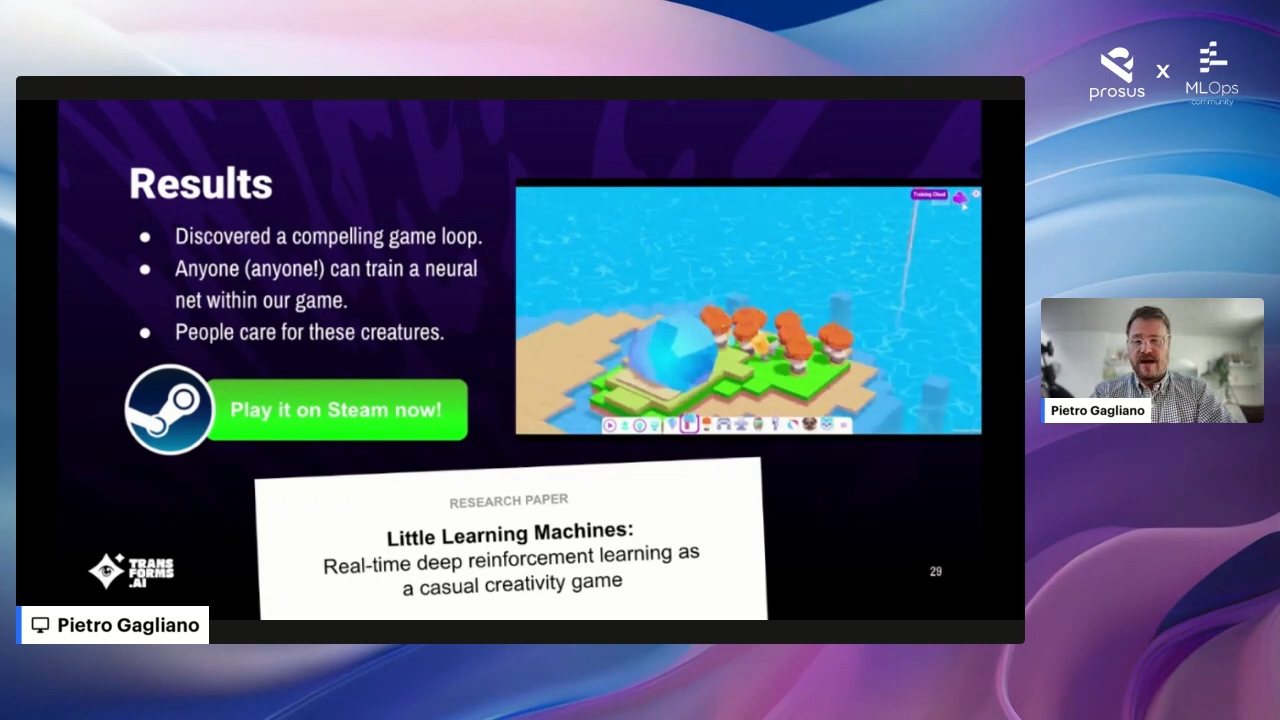 prosus
x
MLOps
community
Results
● Discovered a compelling game loop.
● Anyone (anyone!) can train a neural
net within our game.
● People care for these creatures.
Training Cloud
Play it on Steam now!
RESEARCH PAPER
Little Learning Machines:
Real-time deep reinforcement learning as
a casual creativity game
TRANS
FORMS
.AI
29
Pietro Gagliano
Pietro Gagliano